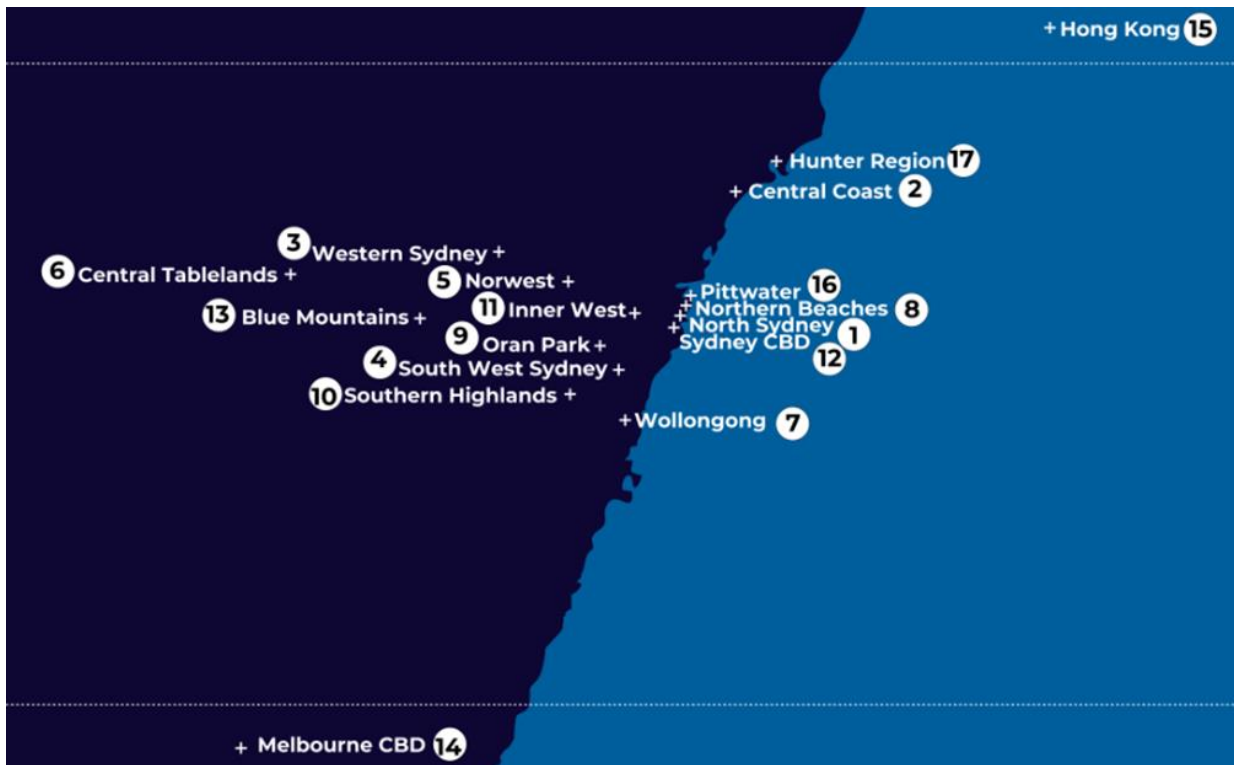 + Hong Kong 15
+ Hunter Region 17
+ Central Coast 2
3 Western Sydney +
6 Central Tablelands +
5 Norwest +
+ Pittwater 16
13 Blue Mountains +
11 Inner West +
+ Northern Beaches 8
+ North Sydney 1
9 Oran Park +
+ Sydney CBD 12
4 South West Sydney +
10 Southern Highlands +
+ Wollongong 7
+ Melbourne CBD 14